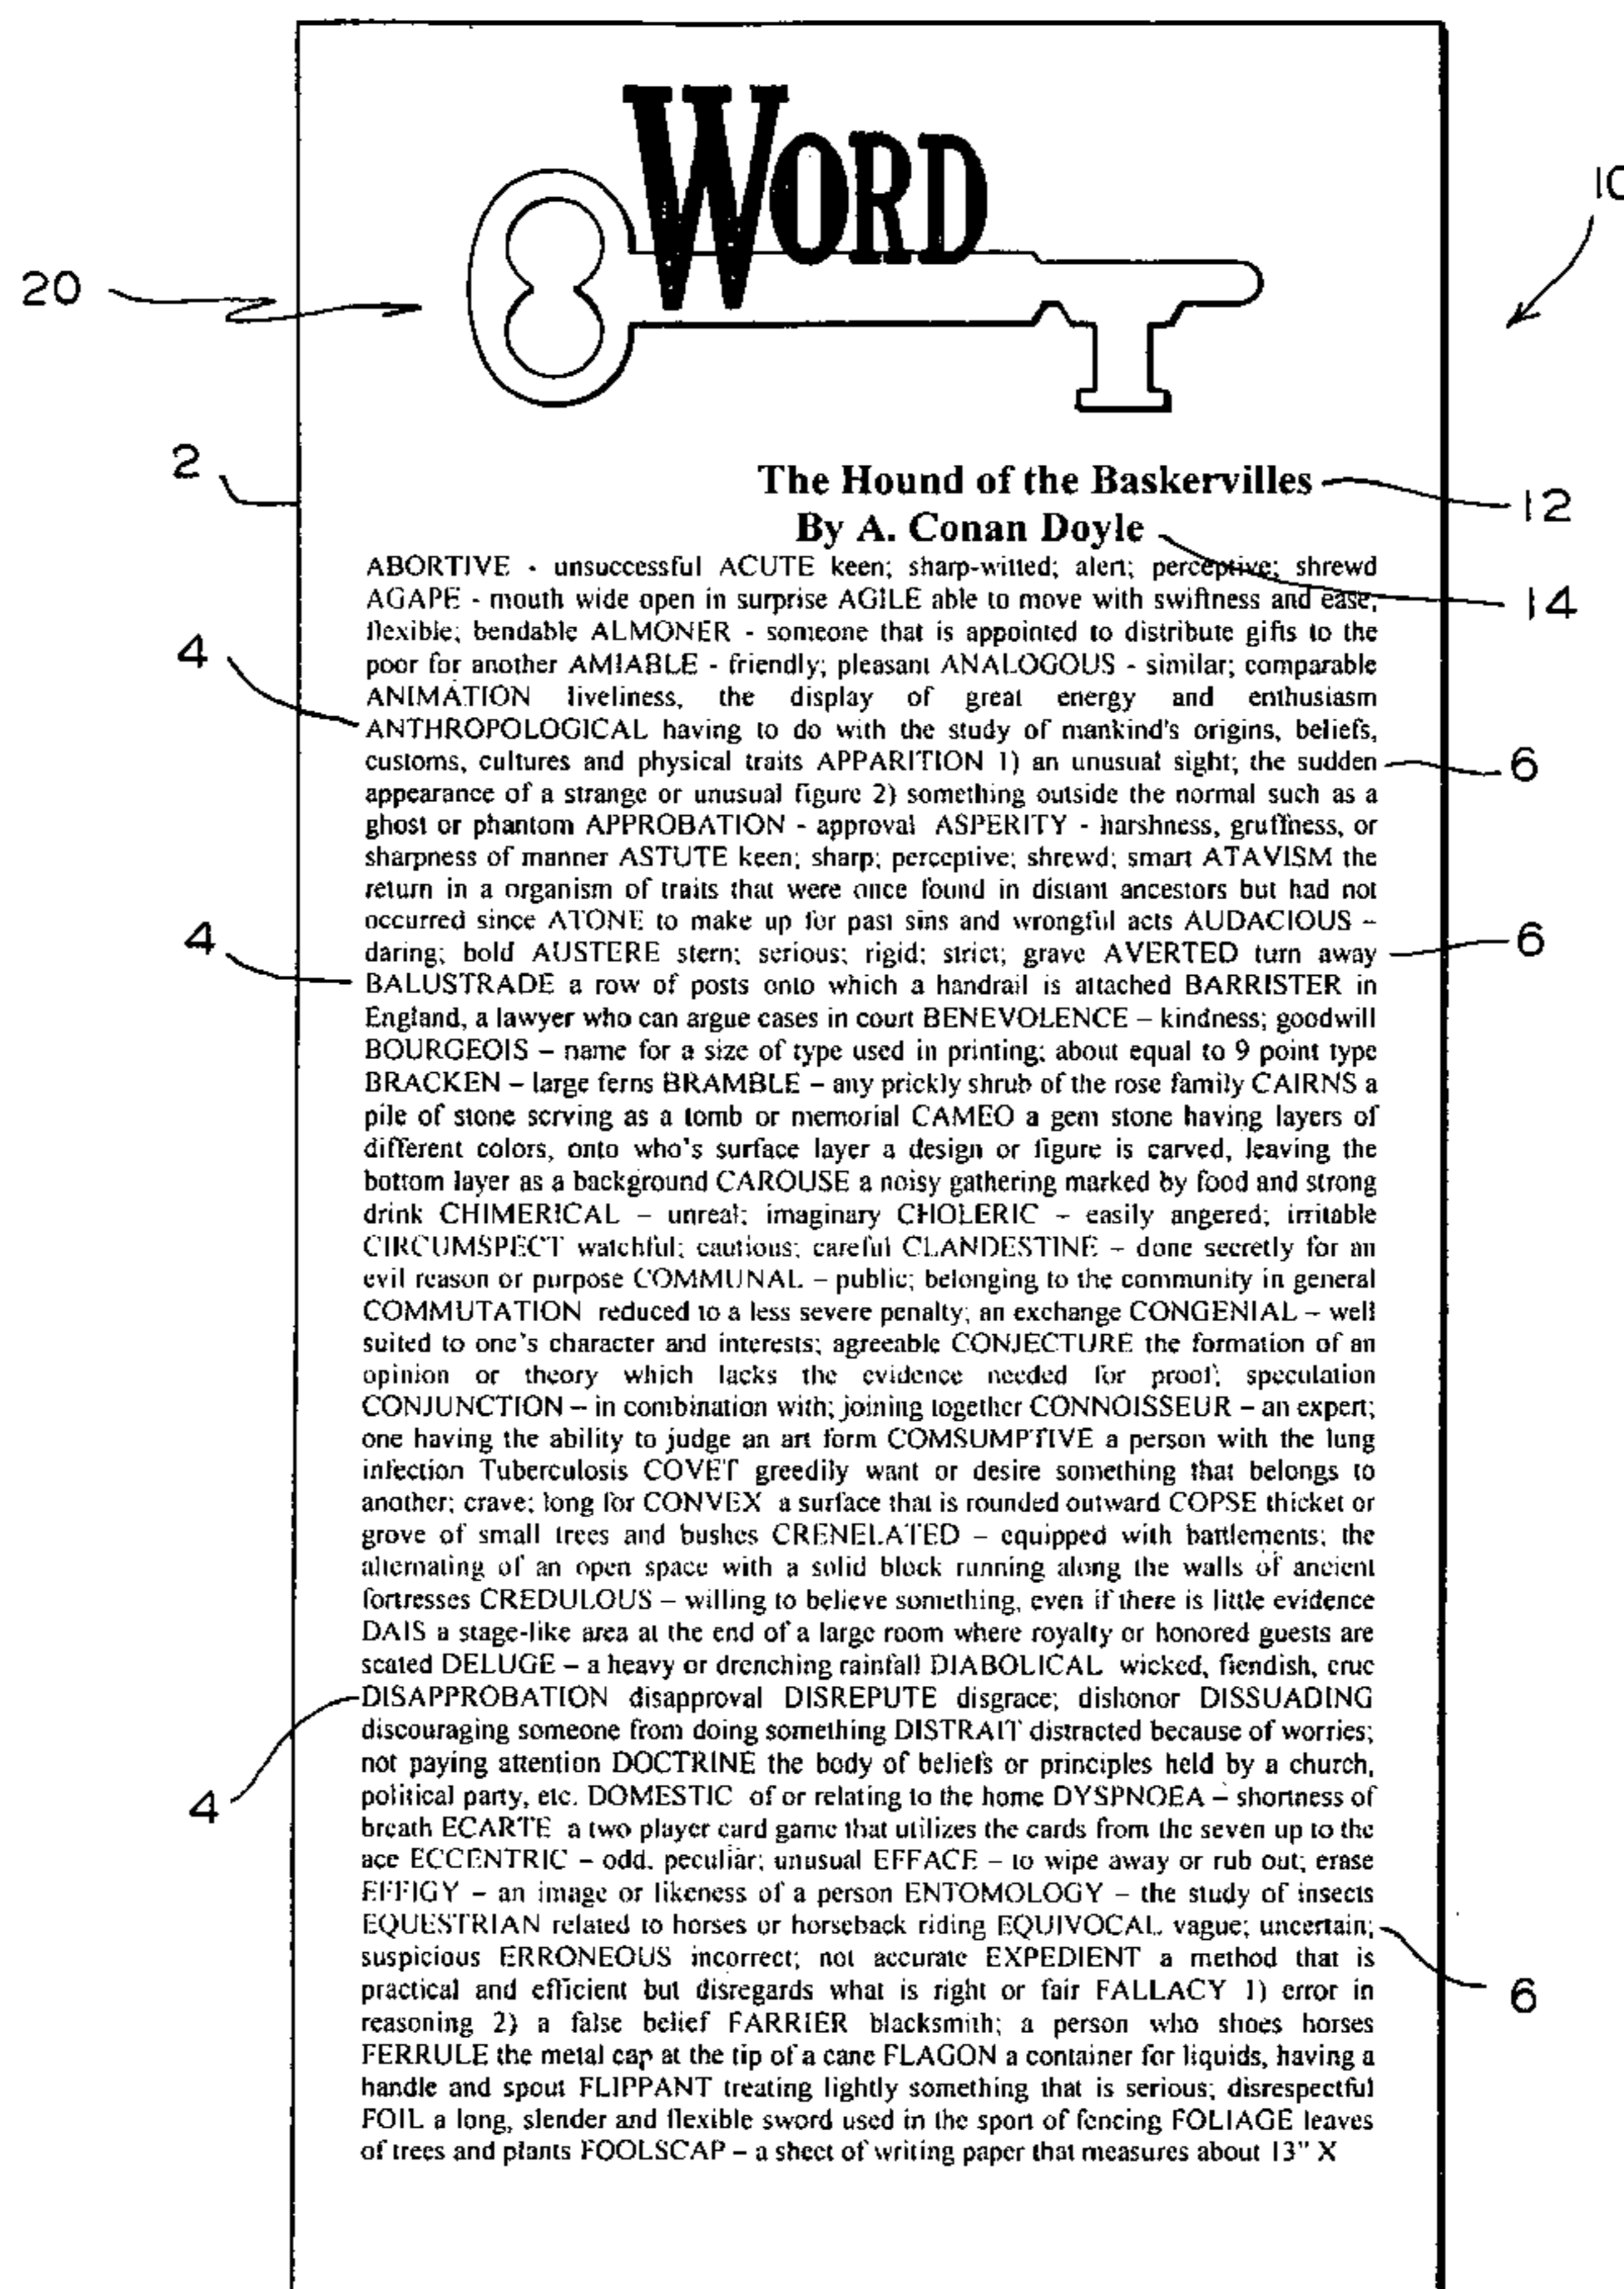 WORD
10
20
2
The Hound of the Baskervilles
12
By A. Conan Doyle
14
ABORTIVE - unsuccessful ACUTE keen; sharp-witted; alert; perceptive; shrewd
AGAPE - mouth wide open in surprise AGILE able to move with swiftness and ease,
flexible; bendable ALMONER - someone that is appointed to distribute gifts to the
4
poor for another AMIABLE - friendly; pleasant ANALOGOUS - similar; comparable
ANIMATION liveliness, the display of great energy and enthusiasm
ANTHROPOLOGICAL having to do with the study of mankind's origins, beliefs,
customs, cultures and physical traits APPARITION 1) an unusual sight; the sudden
6
appearance of a strange or unusual figure 2) something outside the normal such as a
ghost or phantom APPROBATION - approval ASPERITY - harshness, gruffness, or
sharpness of manner ASTUTE keen; sharp; perceptive; shrewd; smart ATAVISM the
return in a organism of traits that were once found in distant ancestors but had not
occurred since ATONE to make up for past sins and wrongful acts AUDACIOUS –
4
daring; bold AUSTERE stern; serious; rigid; strict; grave AVERTED turn away
6
BALUSTRADE a row of posts onto which a handrail is attached BARRISTER in
England, a lawyer who can argue cases in court BENEVOLENCE – kindness; goodwill
BOURGEOIS – name for a size of type used in printing; about equal to 9 point type
BRACKEN – large ferns BRAMBLE – any prickly shrub of the rose family CAIRNS a
pile of stone serving as a tomb or memorial CAMEO a gem stone having layers of
different colors, onto who's surface layer a design or figure is carved, leaving the
bottom layer as a background CAROUSE a noisy gathering marked by food and strong
drink CHIMERICAL – unreal; imaginary CHOLERIC – easily angered; irritable
CIRCUMSPECT watchful; cautious; careful CLANDESTINE – done secretly for an
evil reason or purpose COMMUNAL – public; belonging to the community in general
COMMUTATION reduced to a less severe penalty; an exchange CONGENIAL – well
suited to one's character and interests; agreeable CONJECTURE the formation of an
opinion or theory which lacks the evidence needed for proof; speculation
CONJUNCTION – in combination with; joining together CONNOISSEUR – an expert;
one having the ability to judge an art form COMSUMPTIVE a person with the lung
infection Tuberculosis COVET greedily want or desire something that belongs to
another; crave; long for CONVEX a surface that is rounded outward COPSE thicket or
grove of small trees and bushes CRENELATED – equipped with battlements; the
alternating of an open space with a solid block running along the walls of ancient
fortresses CREDULOUS – willing to believe something, even if there is little evidence
DAIS a stage-like area at the end of a large room where royalty or honored guests are
seated DELUGE – a heavy or drenching rainfall DIABOLICAL wicked, fiendish, cruc
DISAPPROBATION disapproval DISREPUTE disgrace; dishonor DISSUADING
discouraging someone from doing something DISTRAIT distracted because of worries;
not paying attention DOCTRINE the body of beliefs or principles held by a church,
political party, etc. DOMESTIC of or relating to the home DYSPNOEA – shortness of
4
breath ECARTE a two player card game that utilizes the cards from the seven up to the
ace ECCENTRIC – odd, peculiar; unusual EFFACE – to wipe away or rub out; erase
EFFIGY – an image or likeness of a person ENTOMOLOGY – the study of insects
EQUESTRIAN related to horses or horseback riding EQUIVOCAL vague; uncertain;
suspicious ERRONEOUS incorrect; not accurate EXPEDIENT a method that is
practical and efficient but disregards what is right or fair FALLACY 1) error in
6
reasoning 2) a false belief FARRIER blacksmith; a person who shoes horses
FERRULE the metal cap at the tip of a cane FLAGON a container for liquids, having a
handle and spout FLIPPANT treating lightly something that is serious; disrespectful
FOIL a long, slender and flexible sword used in the sport of fencing FOLIAGE leaves
of trees and plants FOOLSCAP – a sheet of writing paper that measures about 13" X